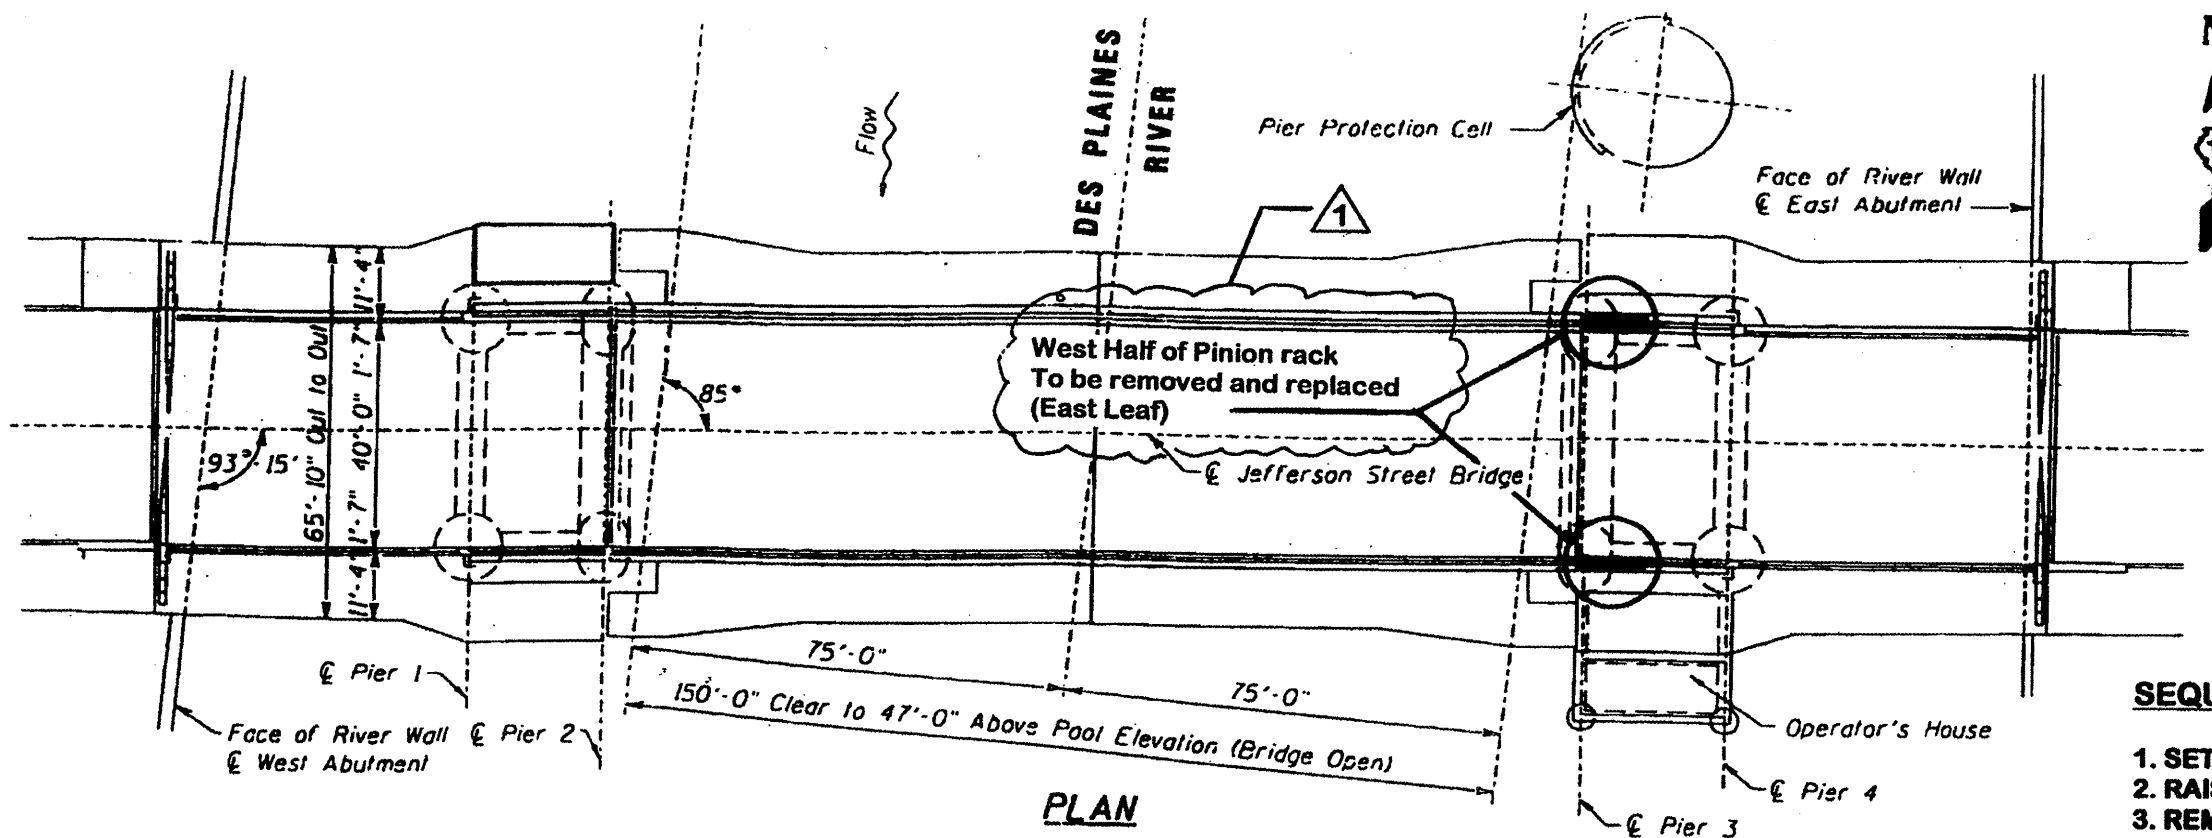 DES PLAINES
RIVER
Flow
Pier Protection Cell
Face of River Wall
℄ East Abutment
1
West Half of Pinion rack
To be removed and replaced
(East Leaf)
℄ Jefferson Street Bridge
85°
93°-15'
65'-10" Out to Out
11'-4" 1'-7" 40'-0" 1'-7" 11'-4"
75'-0"
75'-0"
150'-0" Clear to 47'-0" Above Pool Elevation (Bridge Open)
℄ Pier 1
Face of River Wall
℄ West Abutment
℄ Pier 2
Operator's House
℄ Pier 4
℄ Pier 3
PLAN
SEQU
1. SET
2. RAI
3. REM